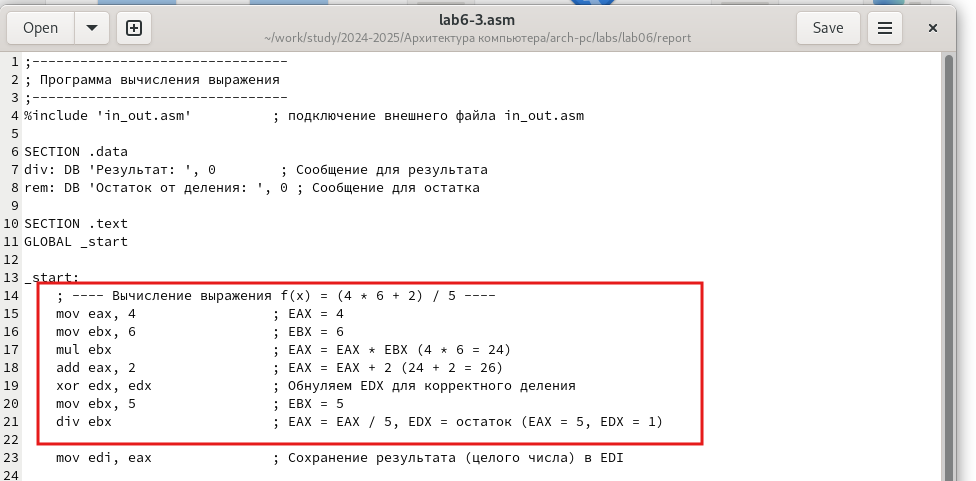 Open
lab6-3.asm
~/work/study/2024-2025/Архитектура компьютера/arch-pc/labs/lab06/report
Save
1 ;--------------------------------
2 ; Программа вычисления выражения
3 ;--------------------------------
4 %include 'in_out.asm'          ; подключение внешнего файла in_out.asm
5
6 SECTION .data
7 div: DB 'Результат: ', 0        ; Сообщение для результата
8 rem: DB 'Остаток от деления: ', 0 ; Сообщение для остатка
9
10 SECTION .text
11 GLOBAL _start
12
13 _start:
14     ; ---- Вычисление выражения f(x) = (4 * 6 + 2) / 5 ----
15     mov eax, 4                 ; EAX = 4
16     mov ebx, 6                 ; EBX = 6
17     mul ebx                    ; EAX = EAX * EBX (4 * 6 = 24)
18     add eax, 2                 ; EAX = EAX + 2 (24 + 2 = 26)
19     xor edx, edx               ; Обнуляем EDX для корректного деления
20     mov ebx, 5                 ; EBX = 5
21     div ebx                    ; EAX = EAX / 5, EDX = остаток (EAX = 5, EDX = 1)
22
23     mov edi, eax               ; Сохранение результата (целого числа) в EDI
24